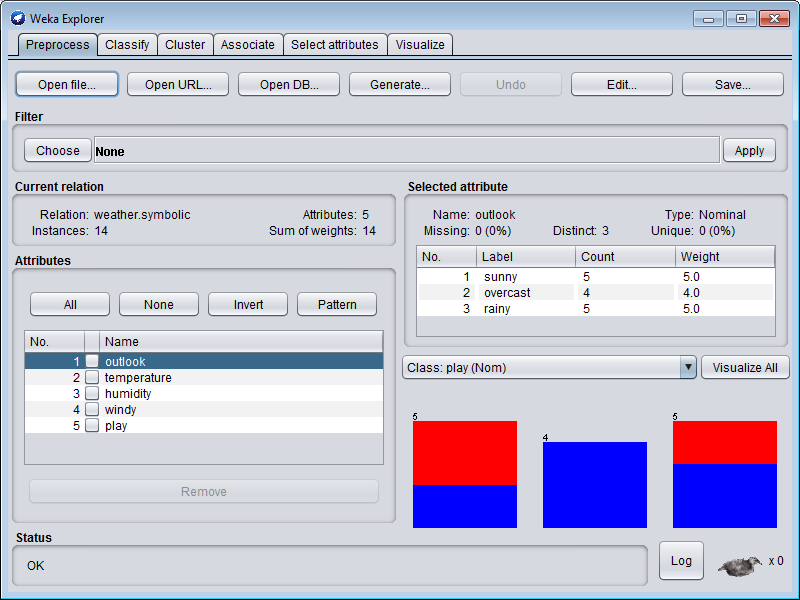 Weka Explorer
Preprocess Classify Cluster Associate Select attributes Visualize
Open file... Open URL... Open DB... Generate... Undo Edit... Save...
Filter
Choose None Apply
Current relation
Relation: weather.symbolic Attributes: 5
Instances: 14 Sum of weights: 14
Attributes
All None Invert Pattern
No. Name
1 outlook
2 temperature
3 humidity
4 windy
5 play
Remove
Selected attribute
Name: outlook Type: Nominal
Missing: 0 (0%) Distinct: 3 Unique: 0 (0%)
No. Label Count Weight
1 sunny 5 5.0
2 overcast 4 4.0
3 rainy 5 5.0
Class: play (Nom) Visualize All
5 4 5
Status
OK
Log x 0